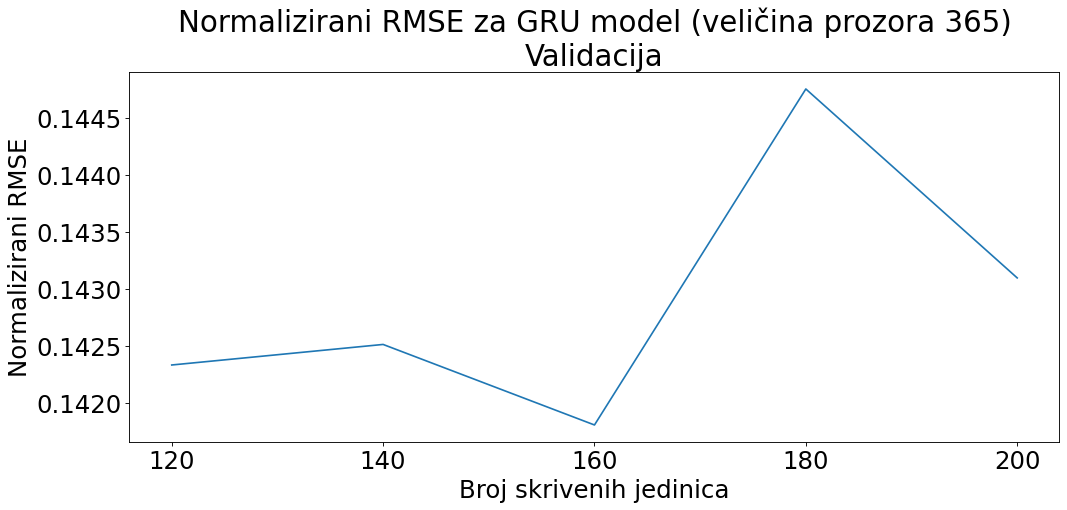 Normalizirani RMSE za GRU model (veličina prozora 365)
Validacija
Normalizirani RMSE
0.1445
0.1440
0.1435
0.1430
0.1425
0.1420
120 140 160 180 200
Broj skrivenih jedinica